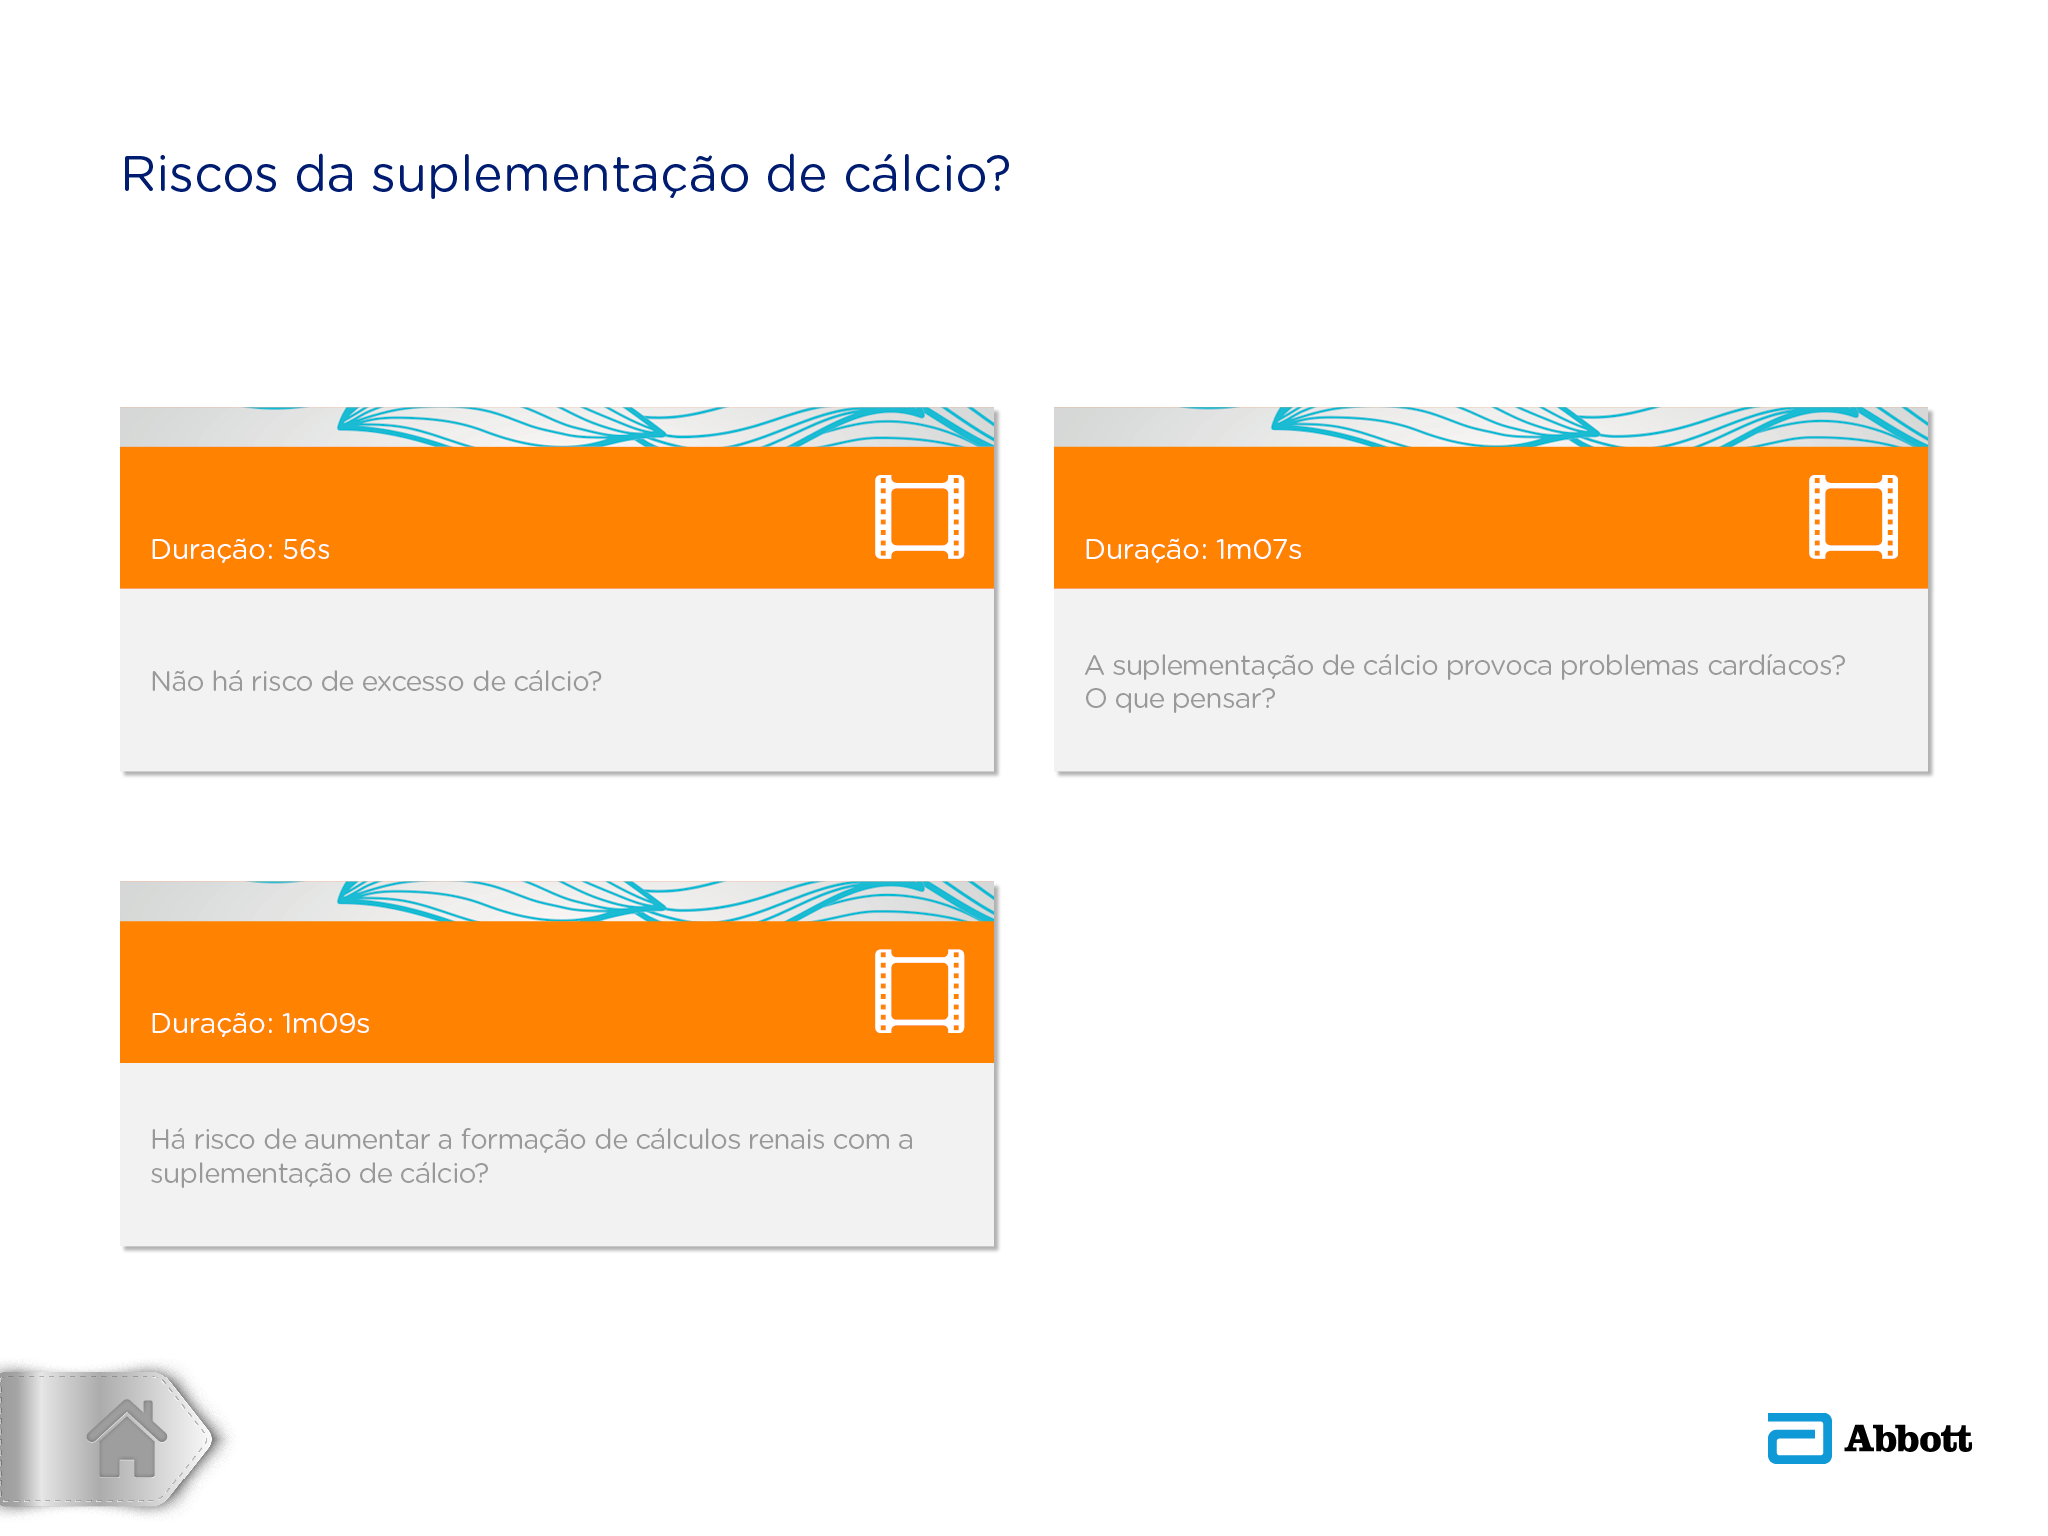 Riscos da suplementação de cálcio?
Duração: 56s
Não há risco de excesso de cálcio?
Duração: 1m07s
A suplementação de cálcio provoca problemas cardíacos?
O que pensar?
Duração: 1m09s
Há risco de aumentar a formação de cálculos renais com a
suplementação de cálcio?
Abbott